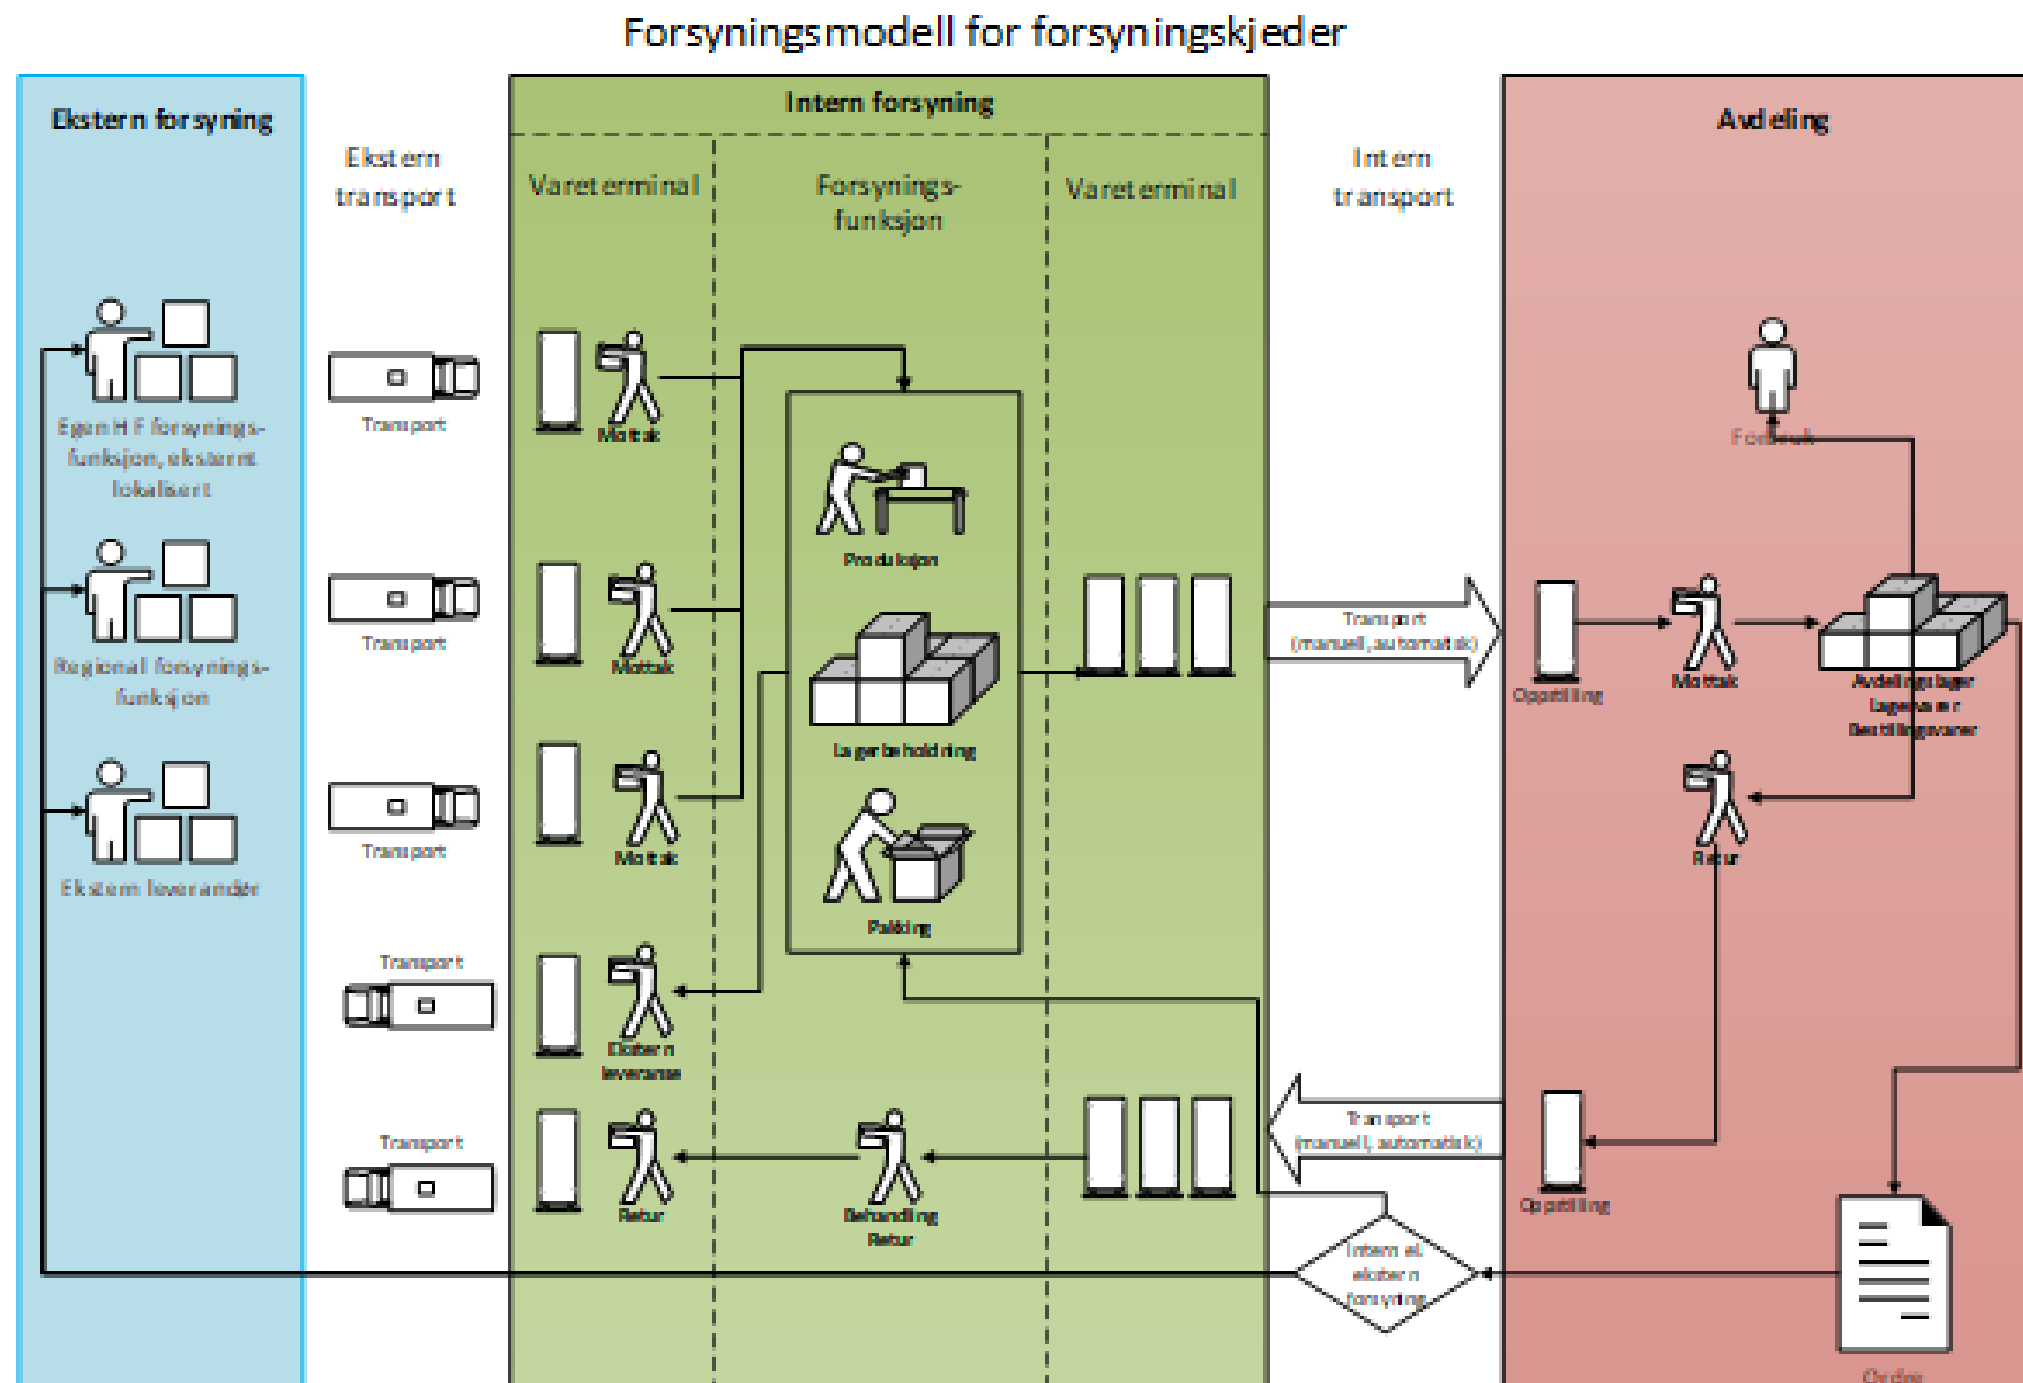 Forsyningsmodell for forsyningskjeder
Ekstern forsyning
Ekstern
transport
Intern forsyning
Vareterminal
Forsynings-
funksjon
Vareterminal
Intern
transport
Avdeling
Egen HF forsynings-
funksjon, eksternt
lokalisert
Regional forsynings-
funksjon
Ekstern leverandør
Transport
Transport
Transport
Transport
Transport
Mottak
Mottak
Mottak
Ekstern
leveranse
Retur
Produksjon
Lagerbeholdning
Pakking
Behandling
Retur
Transport
(manuell, automatisk)
Transport
(manuell, automatisk)
Intern el.
ekstern
forsyning
Forbruk
Oppstilling
Mottak
Avdelingslager
Lagervarer
Bestillingsvarer
Retur
Oppstilling
Ordre